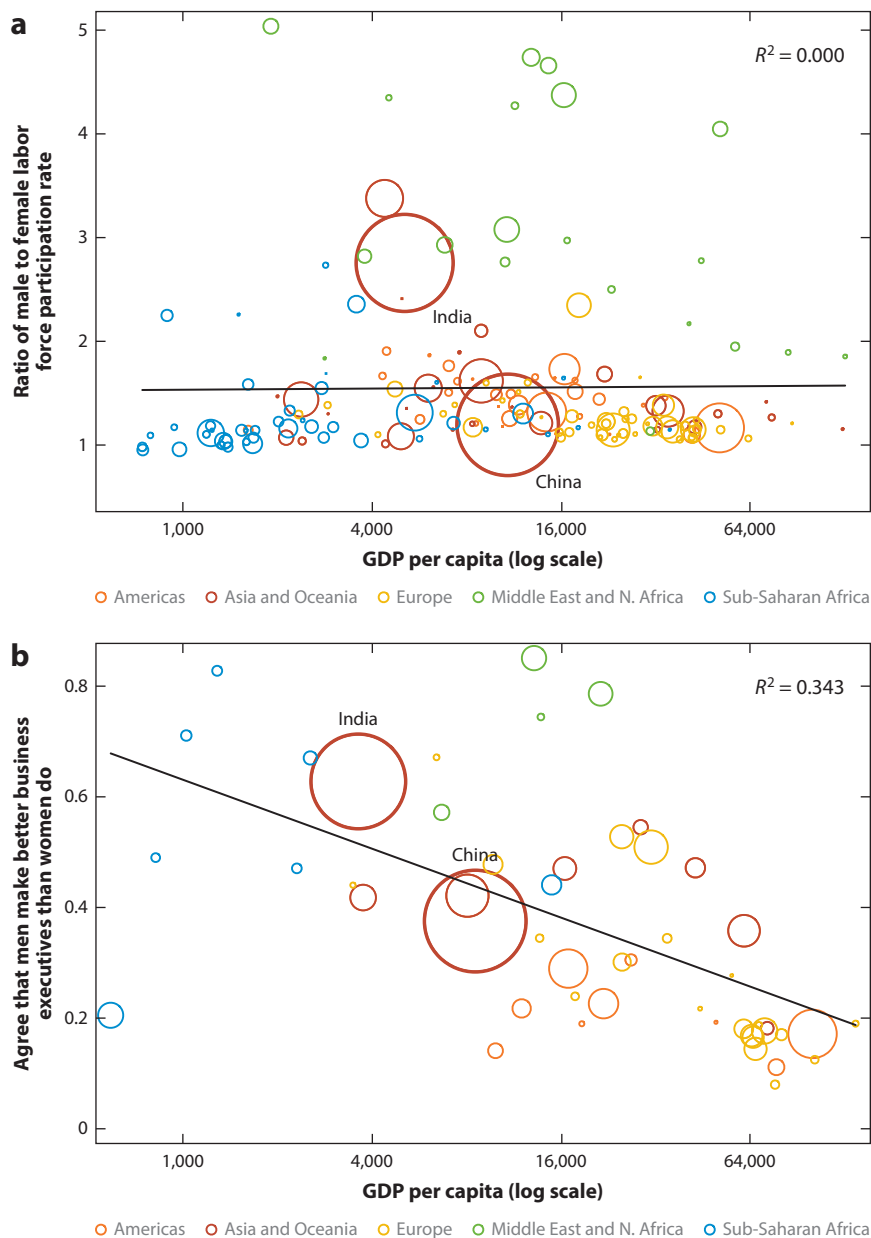 a
R² = 0.000
5
4
3
2
1
Ratio of male to female labor
force participation rate
India
China
1,000
4,000
16,000
64,000
GDP per capita (log scale)
Americas
Asia and Oceania
Europe
Middle East and N. Africa
Sub-Saharan Africa
b
R² = 0.343
0.8
0.6
0.4
0.2
0
Agree that men make better business
executives than women do
India
China
1,000
4,000
16,000
64,000
GDP per capita (log scale)
Americas
Asia and Oceania
Europe
Middle East and N. Africa
Sub-Saharan Africa